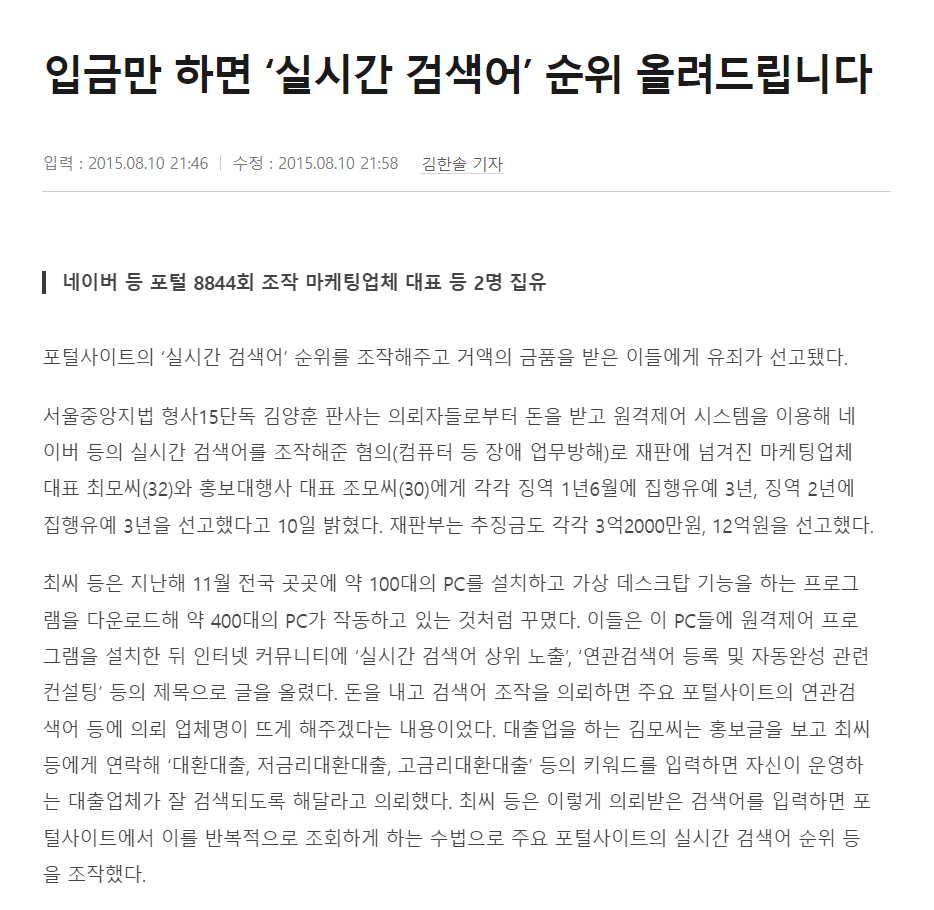 입금만 하면 ‘실시간 검색어’ 순위 올려드립니다
입력 : 2015.08.10 21:46 수정 : 2015.08.10 21:58 김한솔 기자
네이버 등 포털 8844회 조작 마케팅업체 대표 등 2명 집유
포털사이트의 ‘실시간 검색어’ 순위를 조작해주고 거액의 금품을 받은 이들에게 유죄가 선고됐다.
서울중앙지법 형사15단독 김양훈 판사는 의뢰자들로부터 돈을 받고 원격제어 시스템을 이용해 네
이버 등의 실시간 검색어를 조작해준 혐의(컴퓨터 등 장애 업무방해)로 재판에 넘겨진 마케팅업체
대표 최모씨(32)와 홍보대행사 대표 조모씨(30)에게 각각 징역 1년6월에 집행유예 3년, 징역 2년에
집행유예 3년을 선고했다고 10일 밝혔다. 재판부는 추징금도 각각 3억2000만원, 12억원을 선고했다.
최씨 등은 지난해 11월 전국 곳곳에 약 100대의 PC를 설치하고 가상 데스크탑 기능을 하는 프로그
램을 다운로드해 약 400대의 PC가 작동하고 있는 것처럼 꾸몄다. 이들은 이 PC들에 원격제어 프로
그램을 설치한 뒤 인터넷 커뮤니티에 ‘실시간 검색어 상위 노출’, ‘연관검색어 등록 및 자동완성 관련
컨설팅’ 등의 제목으로 글을 올렸다. 돈을 내고 검색어 조작을 의뢰하면 주요 포털사이트의 연관검
색어 등에 의뢰 업체명이 뜨게 해주겠다는 내용이었다. 대출업을 하는 김모씨는 홍보글을 보고 최씨
등에게 연락해 ‘대환대출, 저금리대환대출, 고금리대환대출’ 등의 키워드를 입력하면 자신이 운영하
는 대출업체가 잘 검색되도록 해달라고 의뢰했다. 최씨 등은 이렇게 의뢰받은 검색어를 입력하면 포
털사이트에서 이를 반복적으로 조회하게 하는 수법으로 주요 포털사이트의 실시간 검색어 순위 등
을 조작했다.